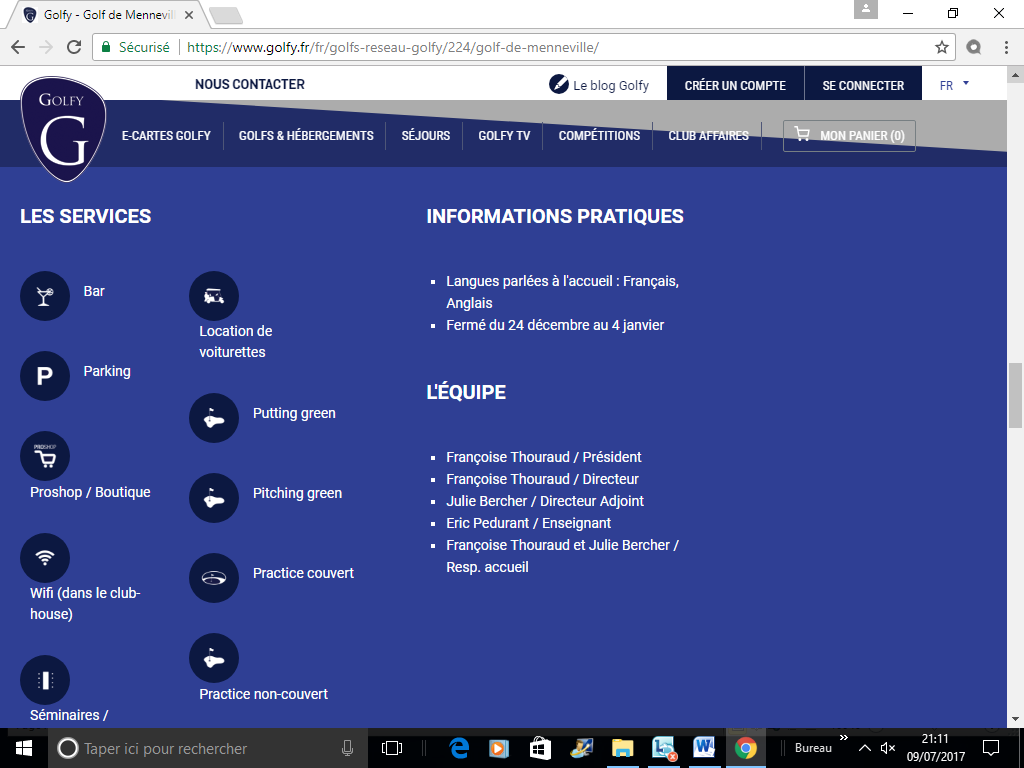 Golfy - Golf de Mennevill
Sécurisé
https://www.golfy.fr/fr/golfs-reseau-golfy/224/golf-de-menneville/
NOUS CONTACTER
Le blog Golfy
CRÉER UN COMPTE
SE CONNECTER
FR
GOLFY
G
E-CARTES GOLFY
GOLFS & HÉBERGEMENTS
SÉJOURS
GOLFY TV
COMPÉTITIONS
CLUB AFFAIRES
MON PANIER (0)
LES SERVICES
Bar
P
Parking
PROSHOP
Proshop / Boutique
Wifi (dans le club-
house)
Séminaires /
Location de
voiturettes
Putting green
Pitching green
Practice couvert
Practice non-couvert
INFORMATIONS PRATIQUES
Langues parlées à l'accueil : Français,
Anglais
Fermé du 24 décembre au 4 janvier
L'ÉQUIPE
Françoise Thouraud / Président
Françoise Thouraud / Directeur
Julie Bercher / Directeur Adjoint
Eric Pedurant / Enseignant
Françoise Thouraud et Julie Bercher /
Resp. accueil
Taper ici pour rechercher
Bureau
21:11
09/07/2017